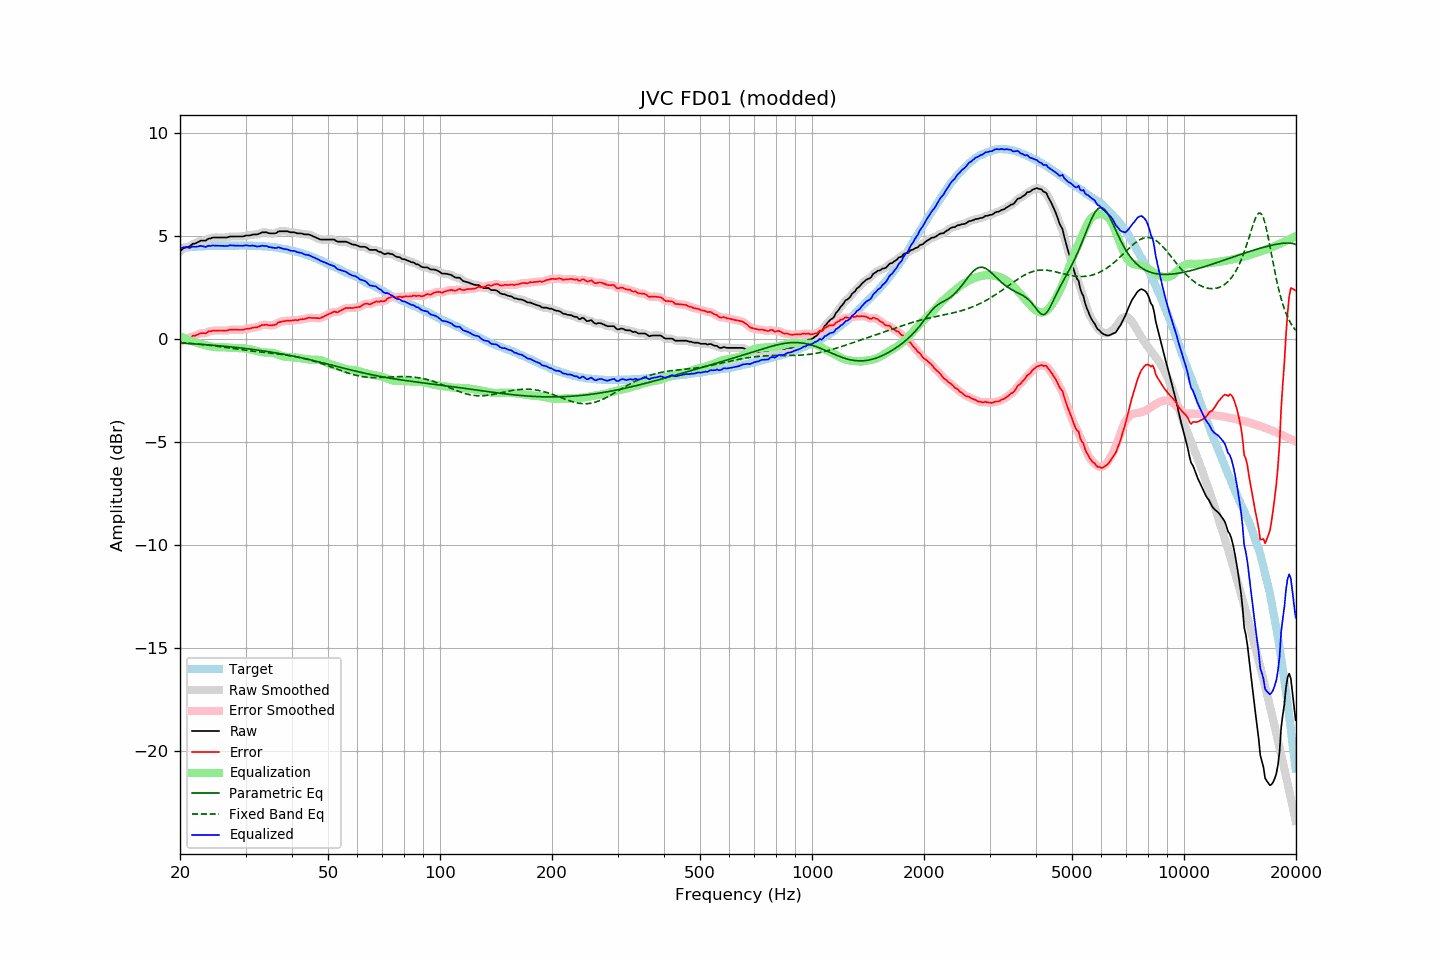 JVC FD01 (modded)
10
5
0
−5
−10
−15
−20
Amplitude (dBr)
Target
Raw Smoothed
Error Smoothed
Raw
Error
Equalization
Parametric Eq
Fixed Band Eq
Equalized
20 50 100 200 500 1000 2000 5000 10000 20000
Frequency (Hz)